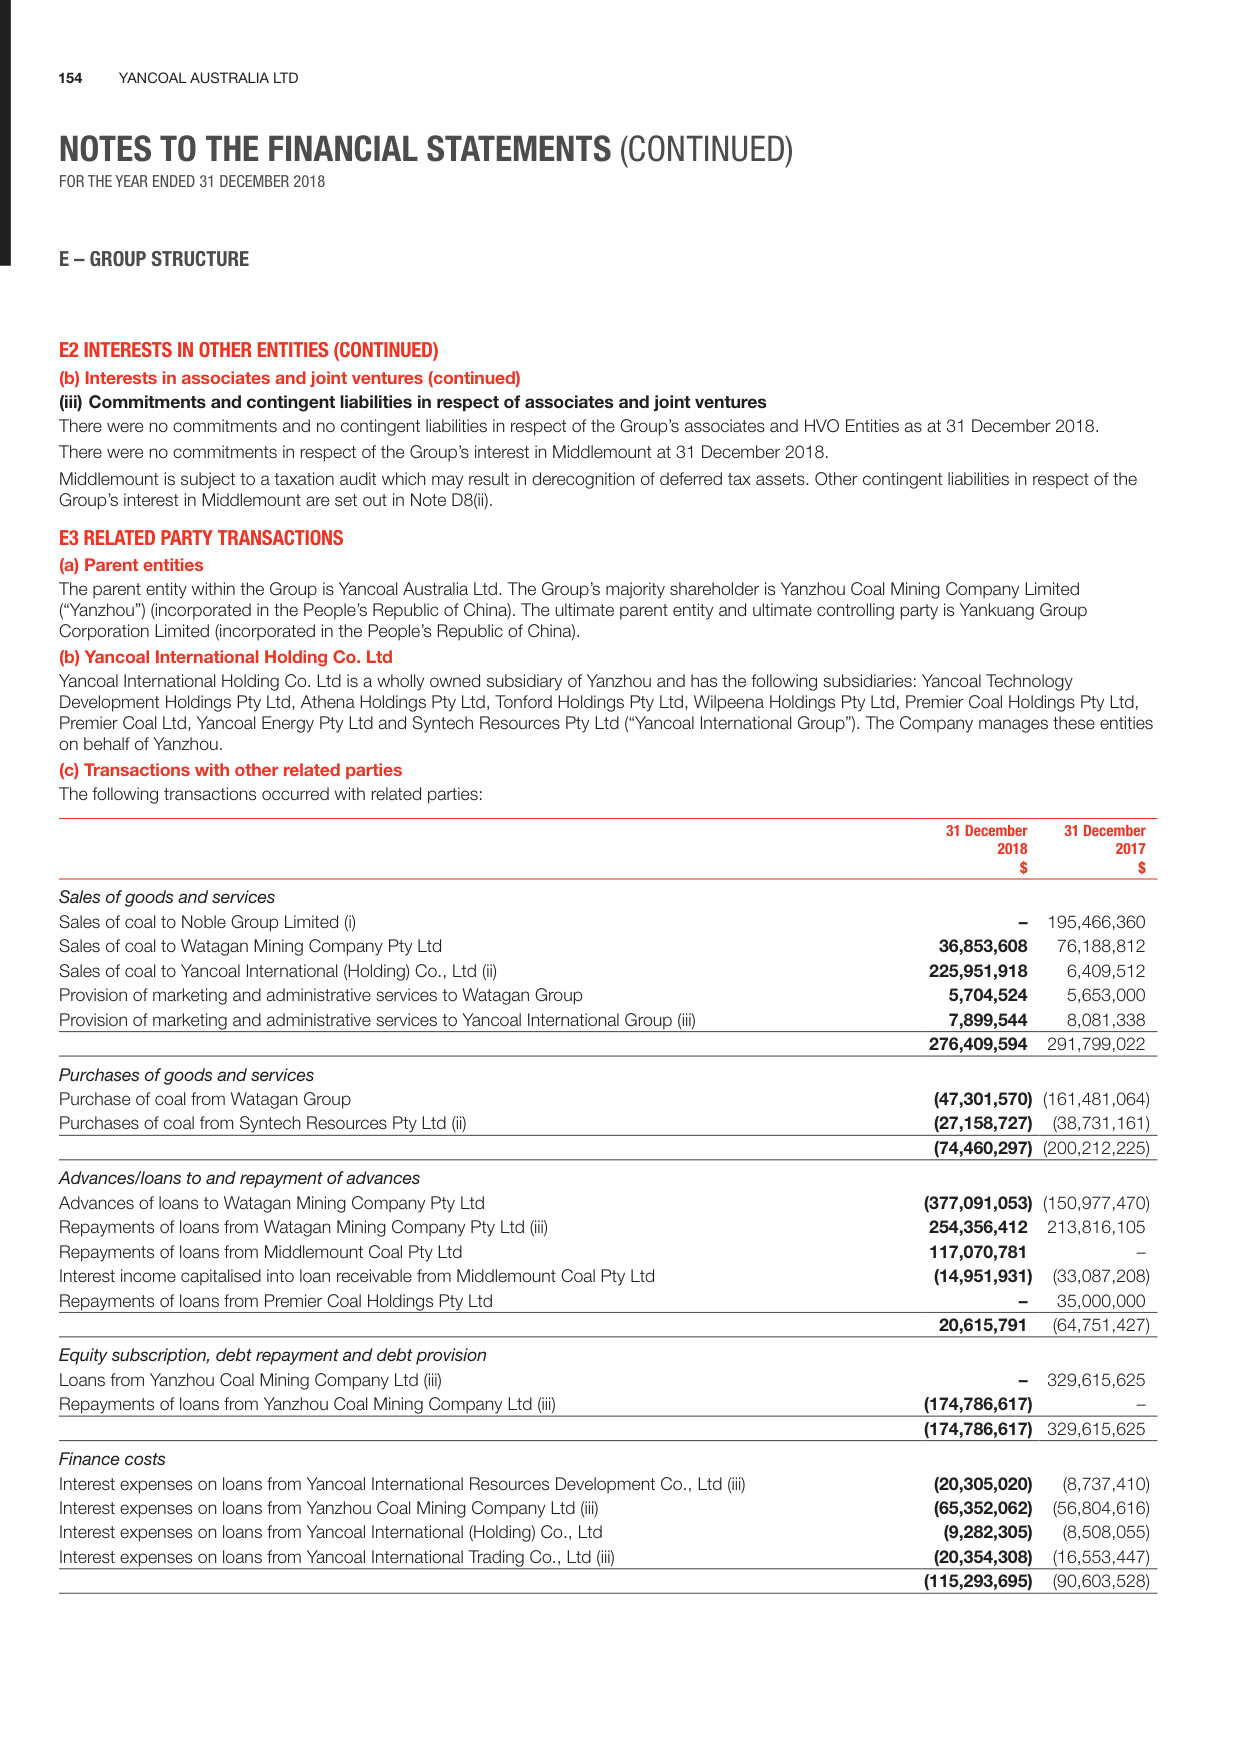 154 YANCOAL AUSTRALIA LTD
NOTES TO THE FINANCIAL STATEMENTS (CONTINUED)
FOR THE YEAR ENDED 31 DECEMBER 2018
E – GROUP STRUCTURE
E2 INTERESTS IN OTHER ENTITIES (CONTINUED)
(b) Interests in associates and joint ventures (continued)
(iii) Commitments and contingent liabilities in respect of associates and joint ventures
There were no commitments and no contingent liabilities in respect of the Group’s associates and HVO Entities as at 31 December 2018.
There were no commitments in respect of the Group’s interest in Middlemount at 31 December 2018.
Middlemount is subject to a taxation audit which may result in derecognition of deferred tax assets. Other contingent liabilities in respect of the
Group’s interest in Middlemount are set out in Note D8(ii).
E3 RELATED PARTY TRANSACTIONS
(a) Parent entities
The parent entity within the Group is Yancoal Australia Ltd. The Group’s majority shareholder is Yanzhou Coal Mining Company Limited
(“Yanzhou”) (incorporated in the People’s Republic of China). The ultimate parent entity and ultimate controlling party is Yankuang Group
Corporation Limited (incorporated in the People’s Republic of China).
(b) Yancoal International Holding Co. Ltd
Yancoal International Holding Co. Ltd is a wholly owned subsidiary of Yanzhou and has the following subsidiaries: Yancoal Technology
Development Holdings Pty Ltd, Athena Holdings Pty Ltd, Tonford Holdings Pty Ltd, Wilpeena Holdings Pty Ltd, Premier Coal Holdings Pty Ltd,
Premier Coal Ltd, Yancoal Energy Pty Ltd and Syntech Resources Pty Ltd (“Yancoal International Group”). The Company manages these entities
on behalf of Yanzhou.
(c) Transactions with other related parties
The following transactions occurred with related parties:
31 December 31 December
2018 2017
$ $
Sales of goods and services
Sales of coal to Noble Group Limited (i) – 195,466,360
Sales of coal to Watagan Mining Company Pty Ltd 36,853,608 76,188,812
Sales of coal to Yancoal International (Holding) Co., Ltd (ii) 225,951,918 6,409,512
Provision of marketing and administrative services to Watagan Group 5,704,524 5,653,000
Provision of marketing and administrative services to Yancoal International Group (iii) 7,899,544 8,081,338
276,409,594 291,799,022
Purchases of goods and services
Purchase of coal from Watagan Group (47,301,570) (161,481,064)
Purchases of coal from Syntech Resources Pty Ltd (ii) (27,158,727) (38,731,161)
(74,460,297) (200,212,225)
Advances/loans to and repayment of advances
Advances of loans to Watagan Mining Company Pty Ltd (377,091,053) (150,977,470)
Repayments of loans from Watagan Mining Company Pty Ltd (iii) 254,356,412 213,816,105
Repayments of loans from Middlemount Coal Pty Ltd 117,070,781 –
Interest income capitalised into loan receivable from Middlemount Coal Pty Ltd (14,951,931) (33,087,208)
Repayments of loans from Premier Coal Holdings Pty Ltd – 35,000,000
20,615,791 (64,751,427)
Equity subscription, debt repayment and debt provision
Loans from Yanzhou Coal Mining Company Ltd (iii) – 329,615,625
Repayments of loans from Yanzhou Coal Mining Company Ltd (iii) (174,786,617) –
(174,786,617) 329,615,625
Finance costs
Interest expenses on loans from Yancoal International Resources Development Co., Ltd (iii) (20,305,020) (8,737,410)
Interest expenses on loans from Yanzhou Coal Mining Company Ltd (iii) (65,352,062) (56,804,616)
Interest expenses on loans from Yancoal International (Holding) Co., Ltd (9,282,305) (8,508,055)
Interest expenses on loans from Yancoal International Trading Co., Ltd (iii) (20,354,308) (16,553,447)
(115,293,695) (90,603,528)